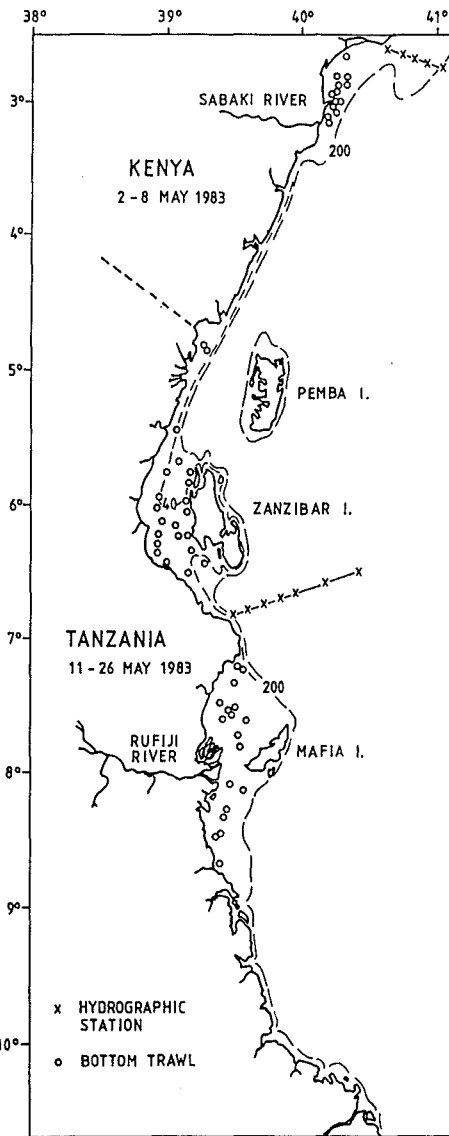 38° 39° 40° 41°
3°
SABAKI RIVER
200
KENYA
2-8 MAY 1983
4°
5°
PEMBA I.
40
6°
ZANZIBAR I.
7°
TANZANIA
11-26 MAY 1983
200
RUFIJI
RIVER
MAFIA I.
8°
9°
x HYDROGRAPHIC
STATION
10°
o BOTTOM TRAWL